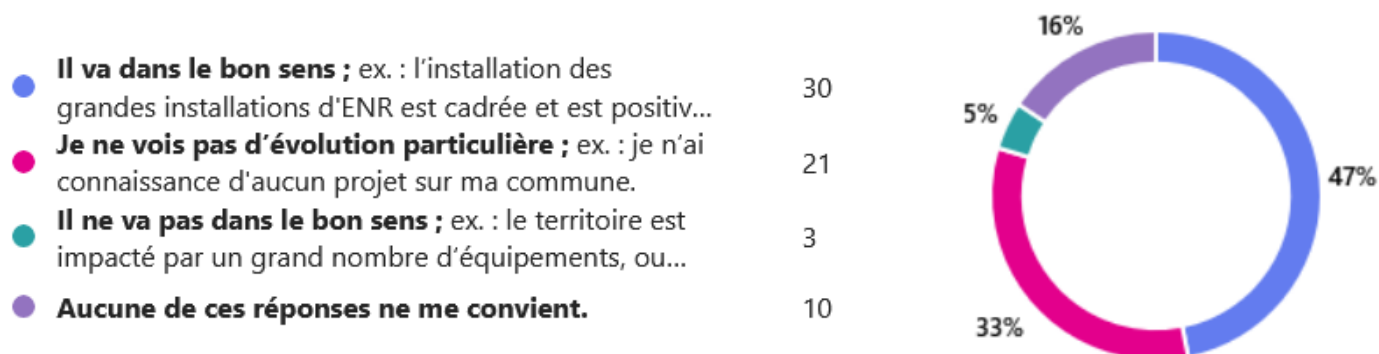 Il va dans le bon sens ; ex. : l’installation des
grandes installations d'ENR est cadrée et est positiv...
30
Je ne vois pas d’évolution particulière ; ex. : je n’ai
connaissance d'aucun projet sur ma commune.
21
Il ne va pas dans le bon sens ; ex. : le territoire est
impacté par un grand nombre d’équipements, ou...
3
Aucune de ces réponses ne me convient.
10
16%
5%
47%
33%